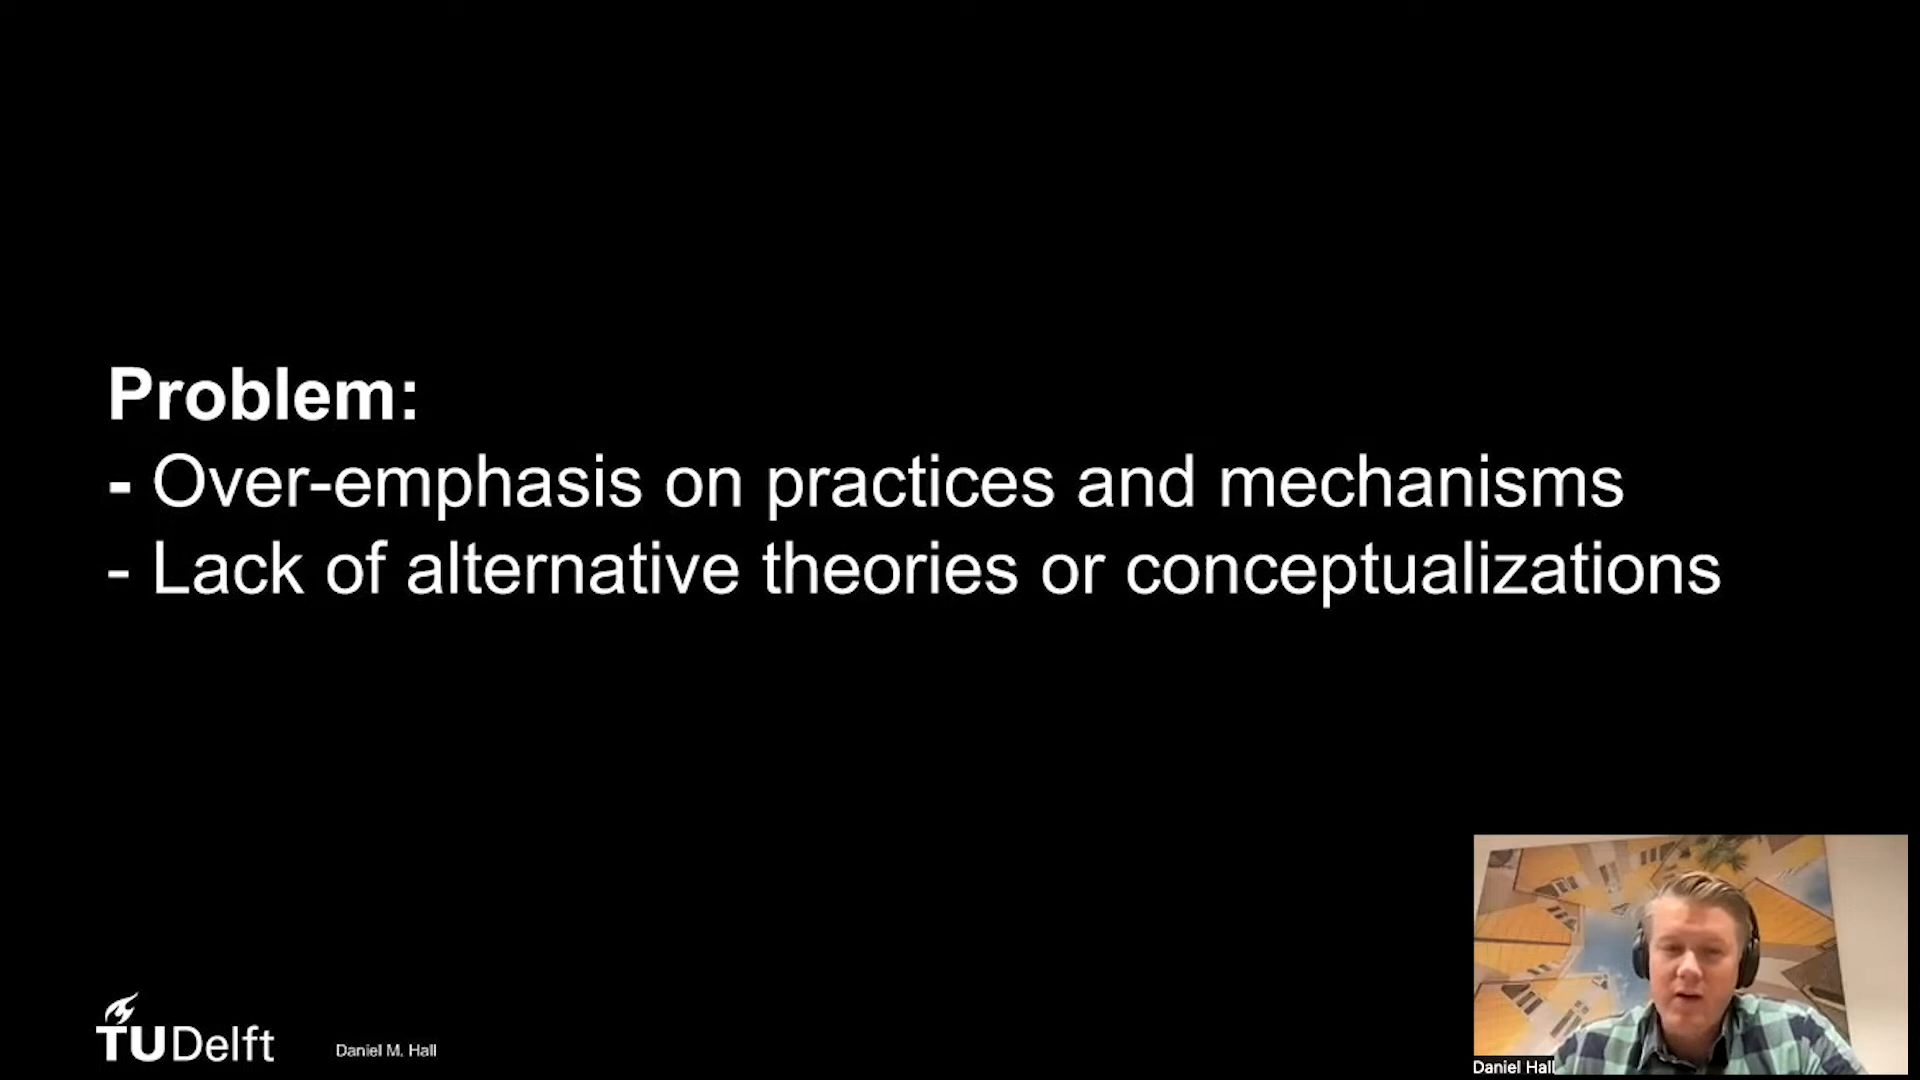 Problem:
- Over-emphasis on practices and mechanisms
- Lack of alternative theories or conceptualizations
TUDelft
Daniel M. Hall
Daniel Hall